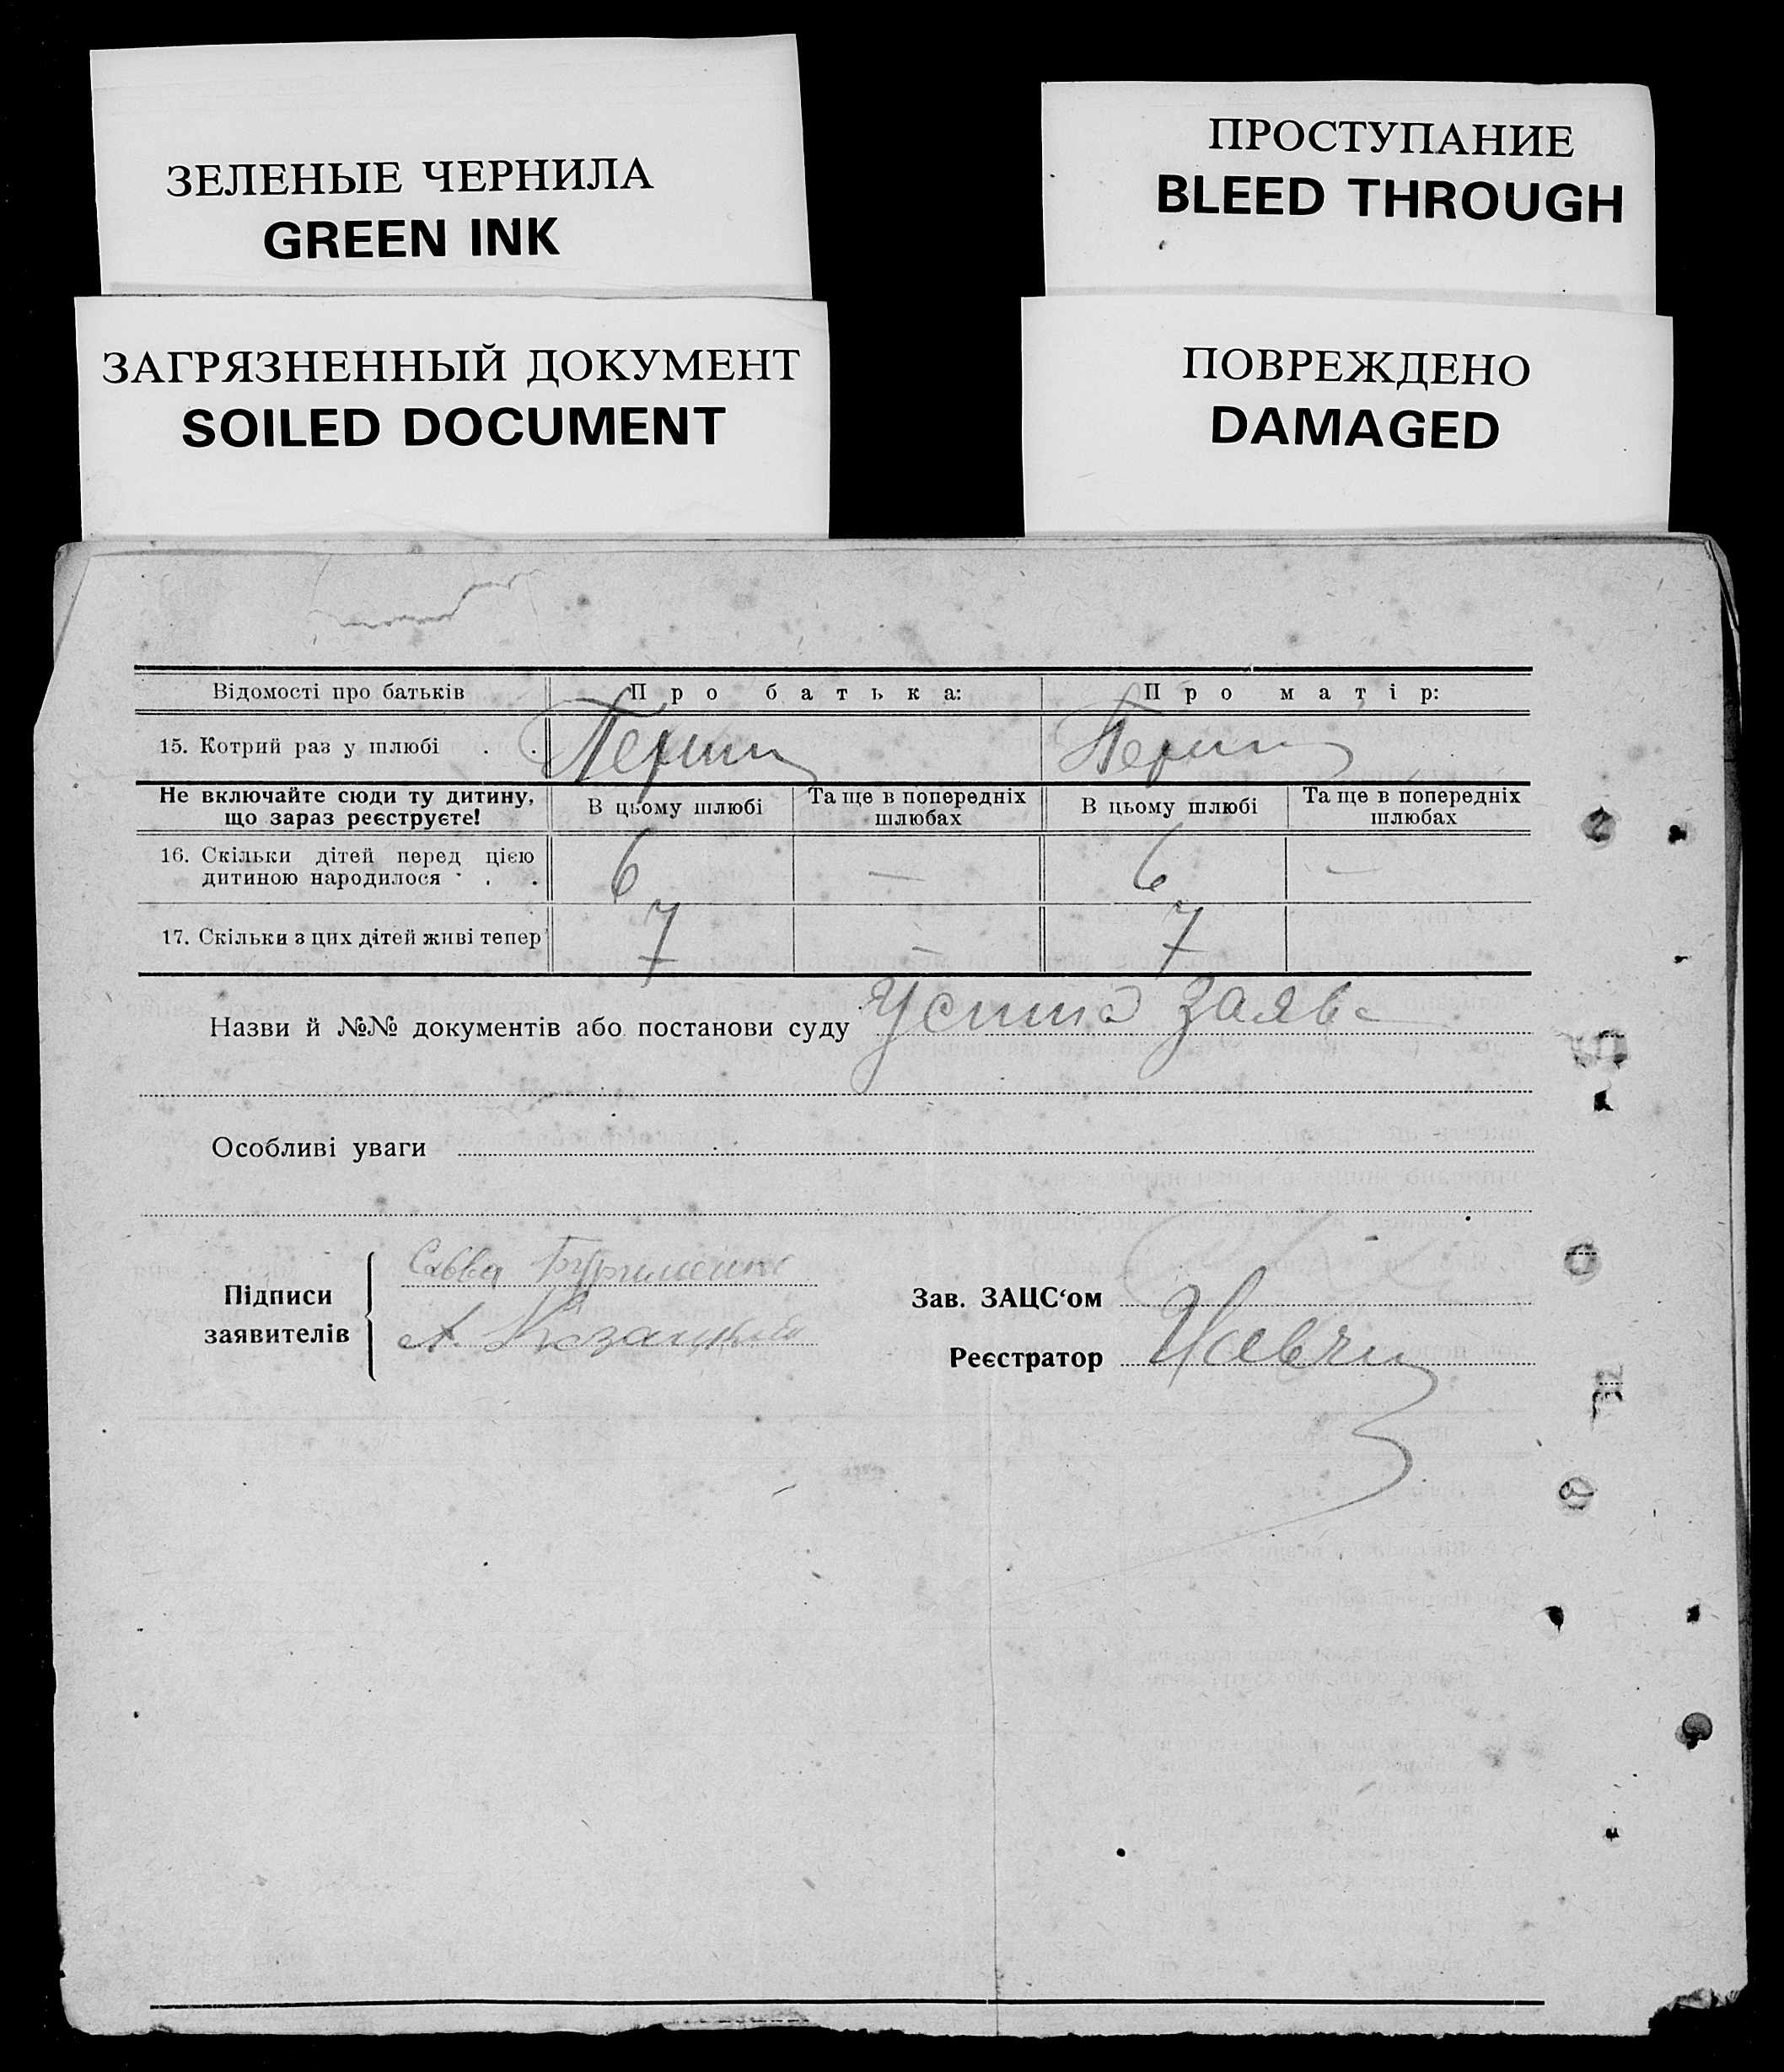 ЗЕЛЕНЫЕ ЧЕРНИЛА
GREEN INK
ПРОСТУПАНИЕ
BLEED THROUGH
ЗАГРЯЗНЕННЫЙ ДОКУМЕНТ
SOILED DOCUMENT
ПОВРЕЖДЕНО
DAMAGED
Відомості про батьків Про батька: Про матір:
15. Котрий раз у шлюбі . . Перши Перши
Не включайте сюди ту дитину, що зараз реєструєте! В цьому шлюбі Та ще в попередніх шлюбах В цьому шлюбі Та ще в попередніх шлюбах
16. Скільки дітей перед цією
дитиною народилося . . . 6 — 6 —
17. Скільки з цих дітей живі тепер 7 — 7
Назви й №№ документів або постанови суду Усина заява
Особливі уваги
Підписи
заявителів
Савва
А. Козацький
Зав. ЗАЦС‘ом
Реєстратор